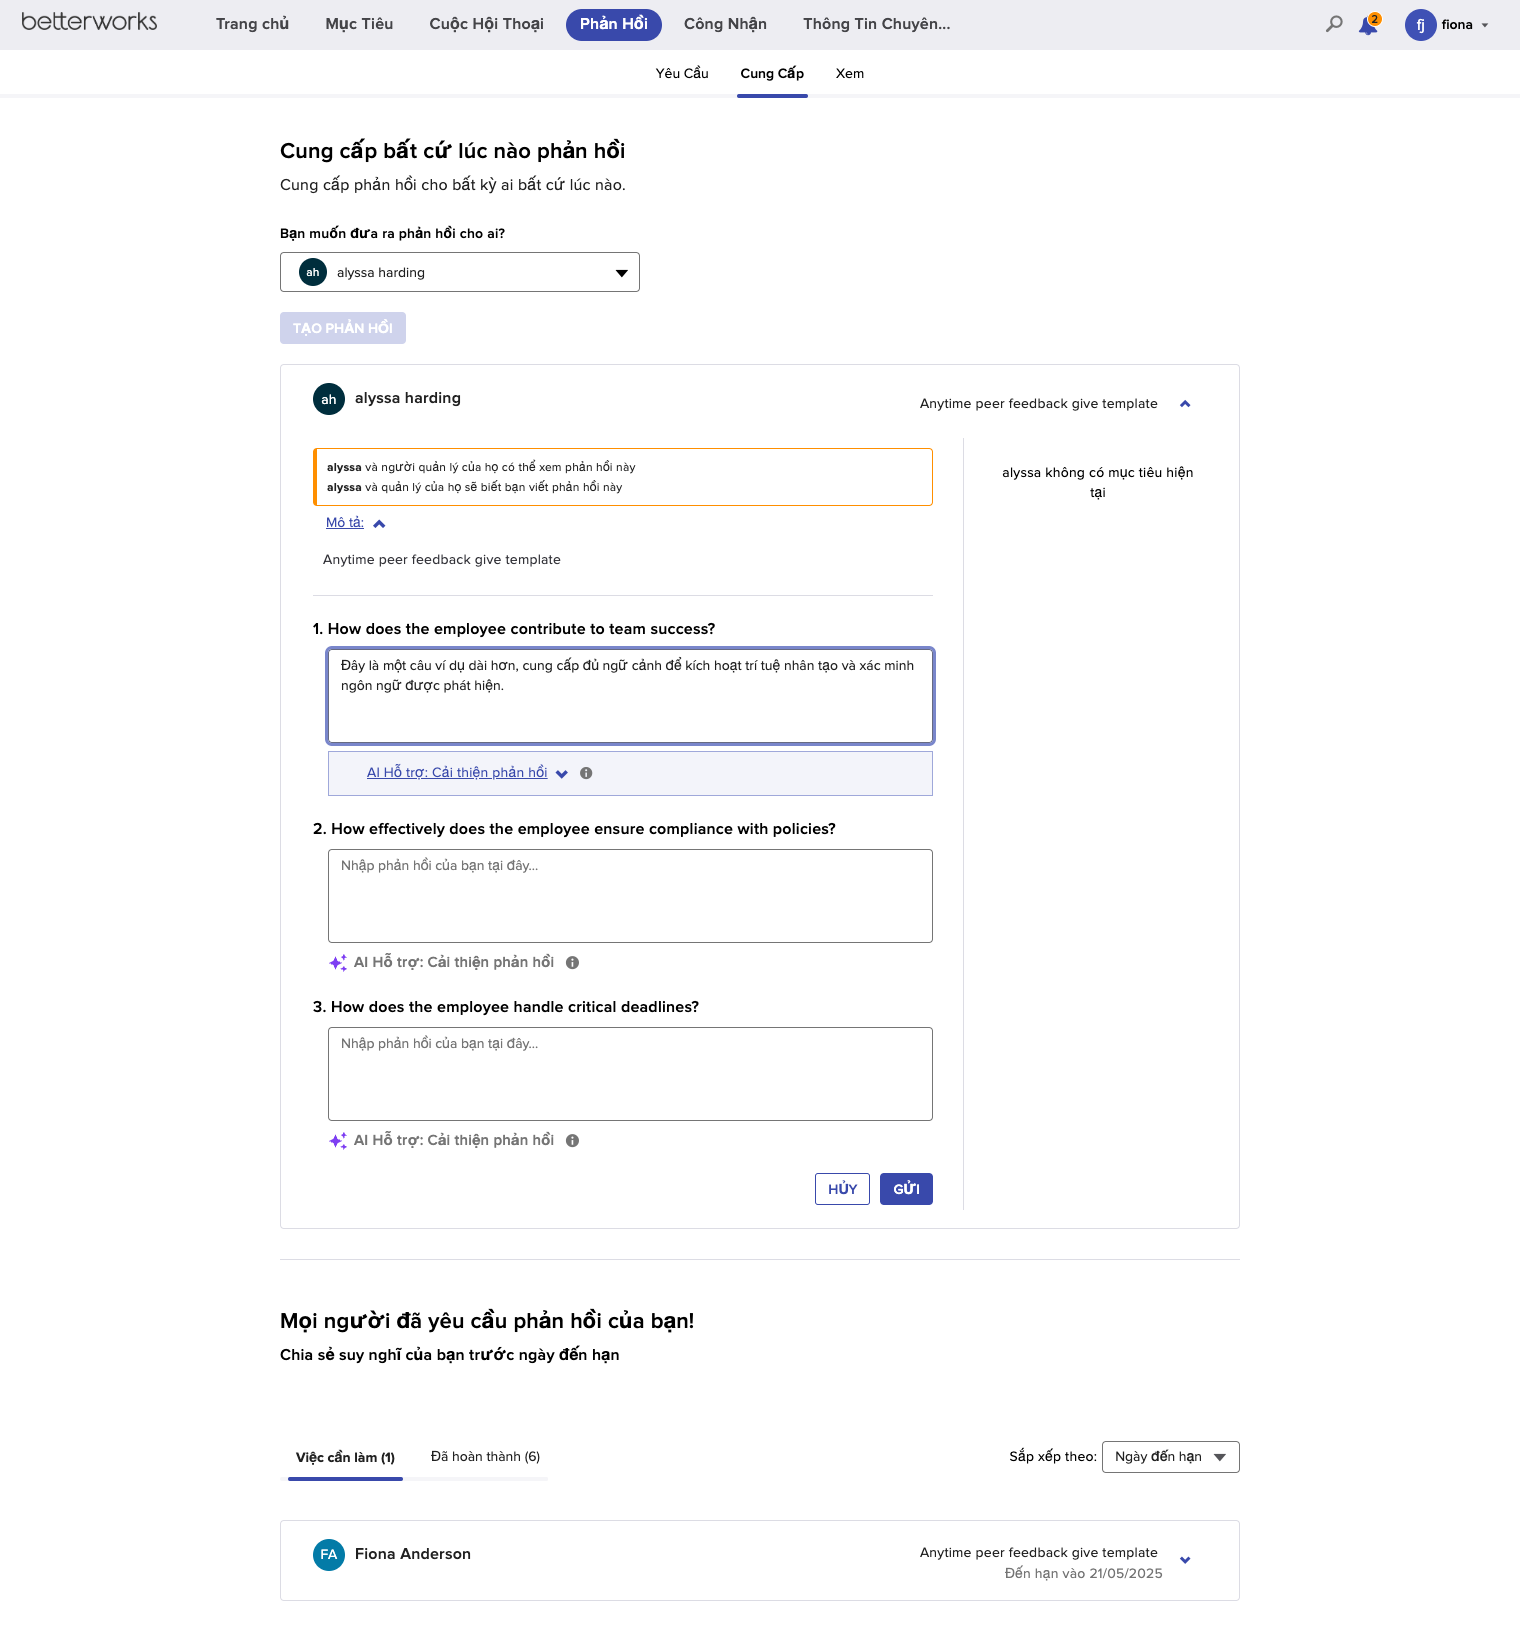 betterworks
Trang chủ
Mục Tiêu
Cuộc Hội Thoại
Phản Hồi
Công Nhận
Thông Tin Chuyên...
2
fj
fiona
Yêu Cầu
Cung Cấp
Xem
Cung cấp bất cứ lúc nào phản hồi
Cung cấp phản hồi cho bất kỳ ai bất cứ lúc nào.
Bạn muốn đưa ra phản hồi cho ai?
ah
alyssa harding
TẠO PHẢN HỒI
ah
alyssa harding
Anytime peer feedback give template
alyssa và người quản lý của họ có thể xem phản hồi này
alyssa và quản lý của họ sẽ biết bạn viết phản hồi này
alyssa không có mục tiêu hiện
tại
Mô tả:
Anytime peer feedback give template
1. How does the employee contribute to team success?
Đây là một câu ví dụ dài hơn, cung cấp đủ ngữ cảnh để kích hoạt trí tuệ nhân tạo và xác minh
ngôn ngữ được phát hiện.
AI Hỗ trợ: Cải thiện phản hồi
2. How effectively does the employee ensure compliance with policies?
Nhập phản hồi của bạn tại đây...
AI Hỗ trợ: Cải thiện phản hồi
3. How does the employee handle critical deadlines?
Nhập phản hồi của bạn tại đây...
AI Hỗ trợ: Cải thiện phản hồi
HỦY
GỬI
Mọi người đã yêu cầu phản hồi của bạn!
Chia sẻ suy nghĩ của bạn trước ngày đến hạn
Việc cần làm (1)
Đã hoàn thành (6)
Sắp xếp theo:
Ngày đến hạn
FA
Fiona Anderson
Anytime peer feedback give template
Đến hạn vào 21/05/2025